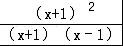 (x+1) 2
(x+1) (x-1)